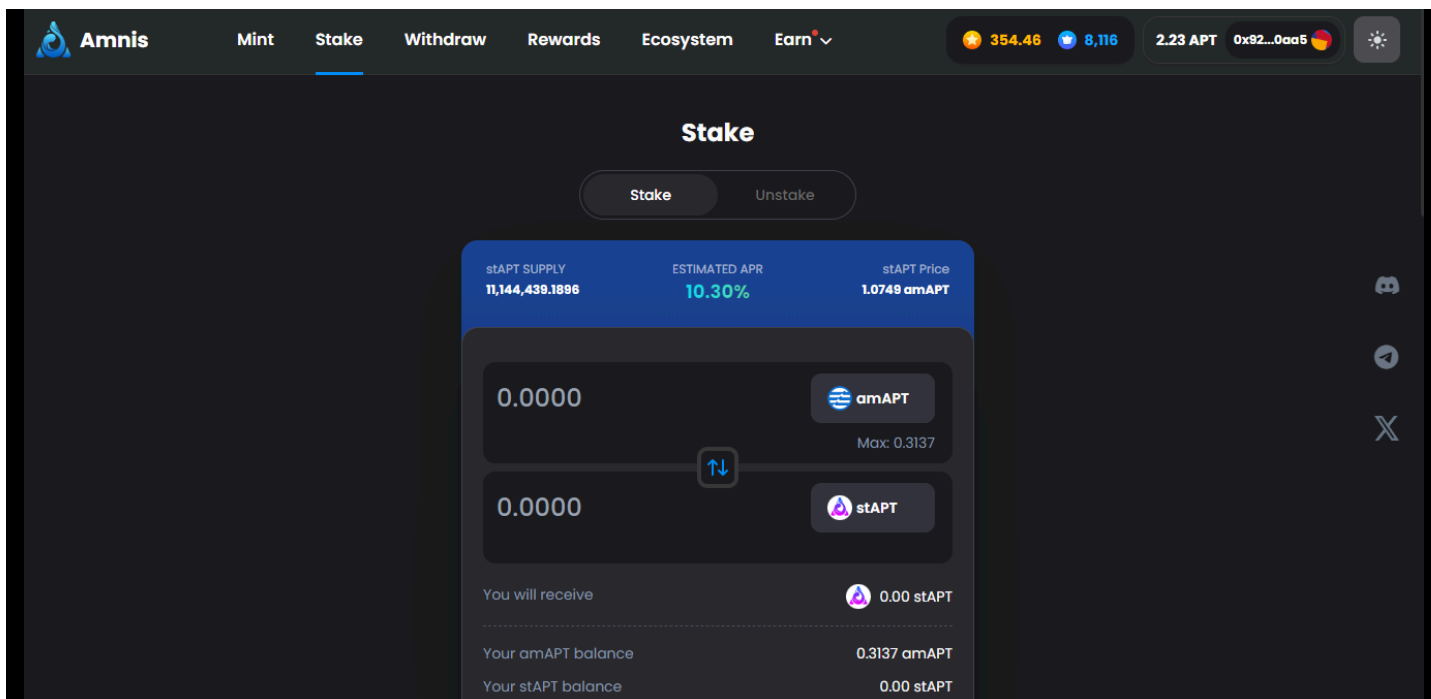 Amnis Mint Stake Withdraw Rewards Ecosystem Earn 354.46 8,116 2.23 APT 0x92...0aa5
Stake
Stake Unstake
stAPT SUPPLY ESTIMATED APR stAPT Price
11,144,439.1896 10.30% 1.0749 amAPT
0.0000 amAPT
Max: 0.3137
0.0000 stAPT
You will receive 0.00 stAPT
Your amAPT balance 0.3137 amAPT
Your stAPT balance 0.00 stAPT